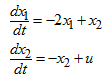 dx₁/dt = −2x₁ + x₂
dx₂/dt = −x₂ + u